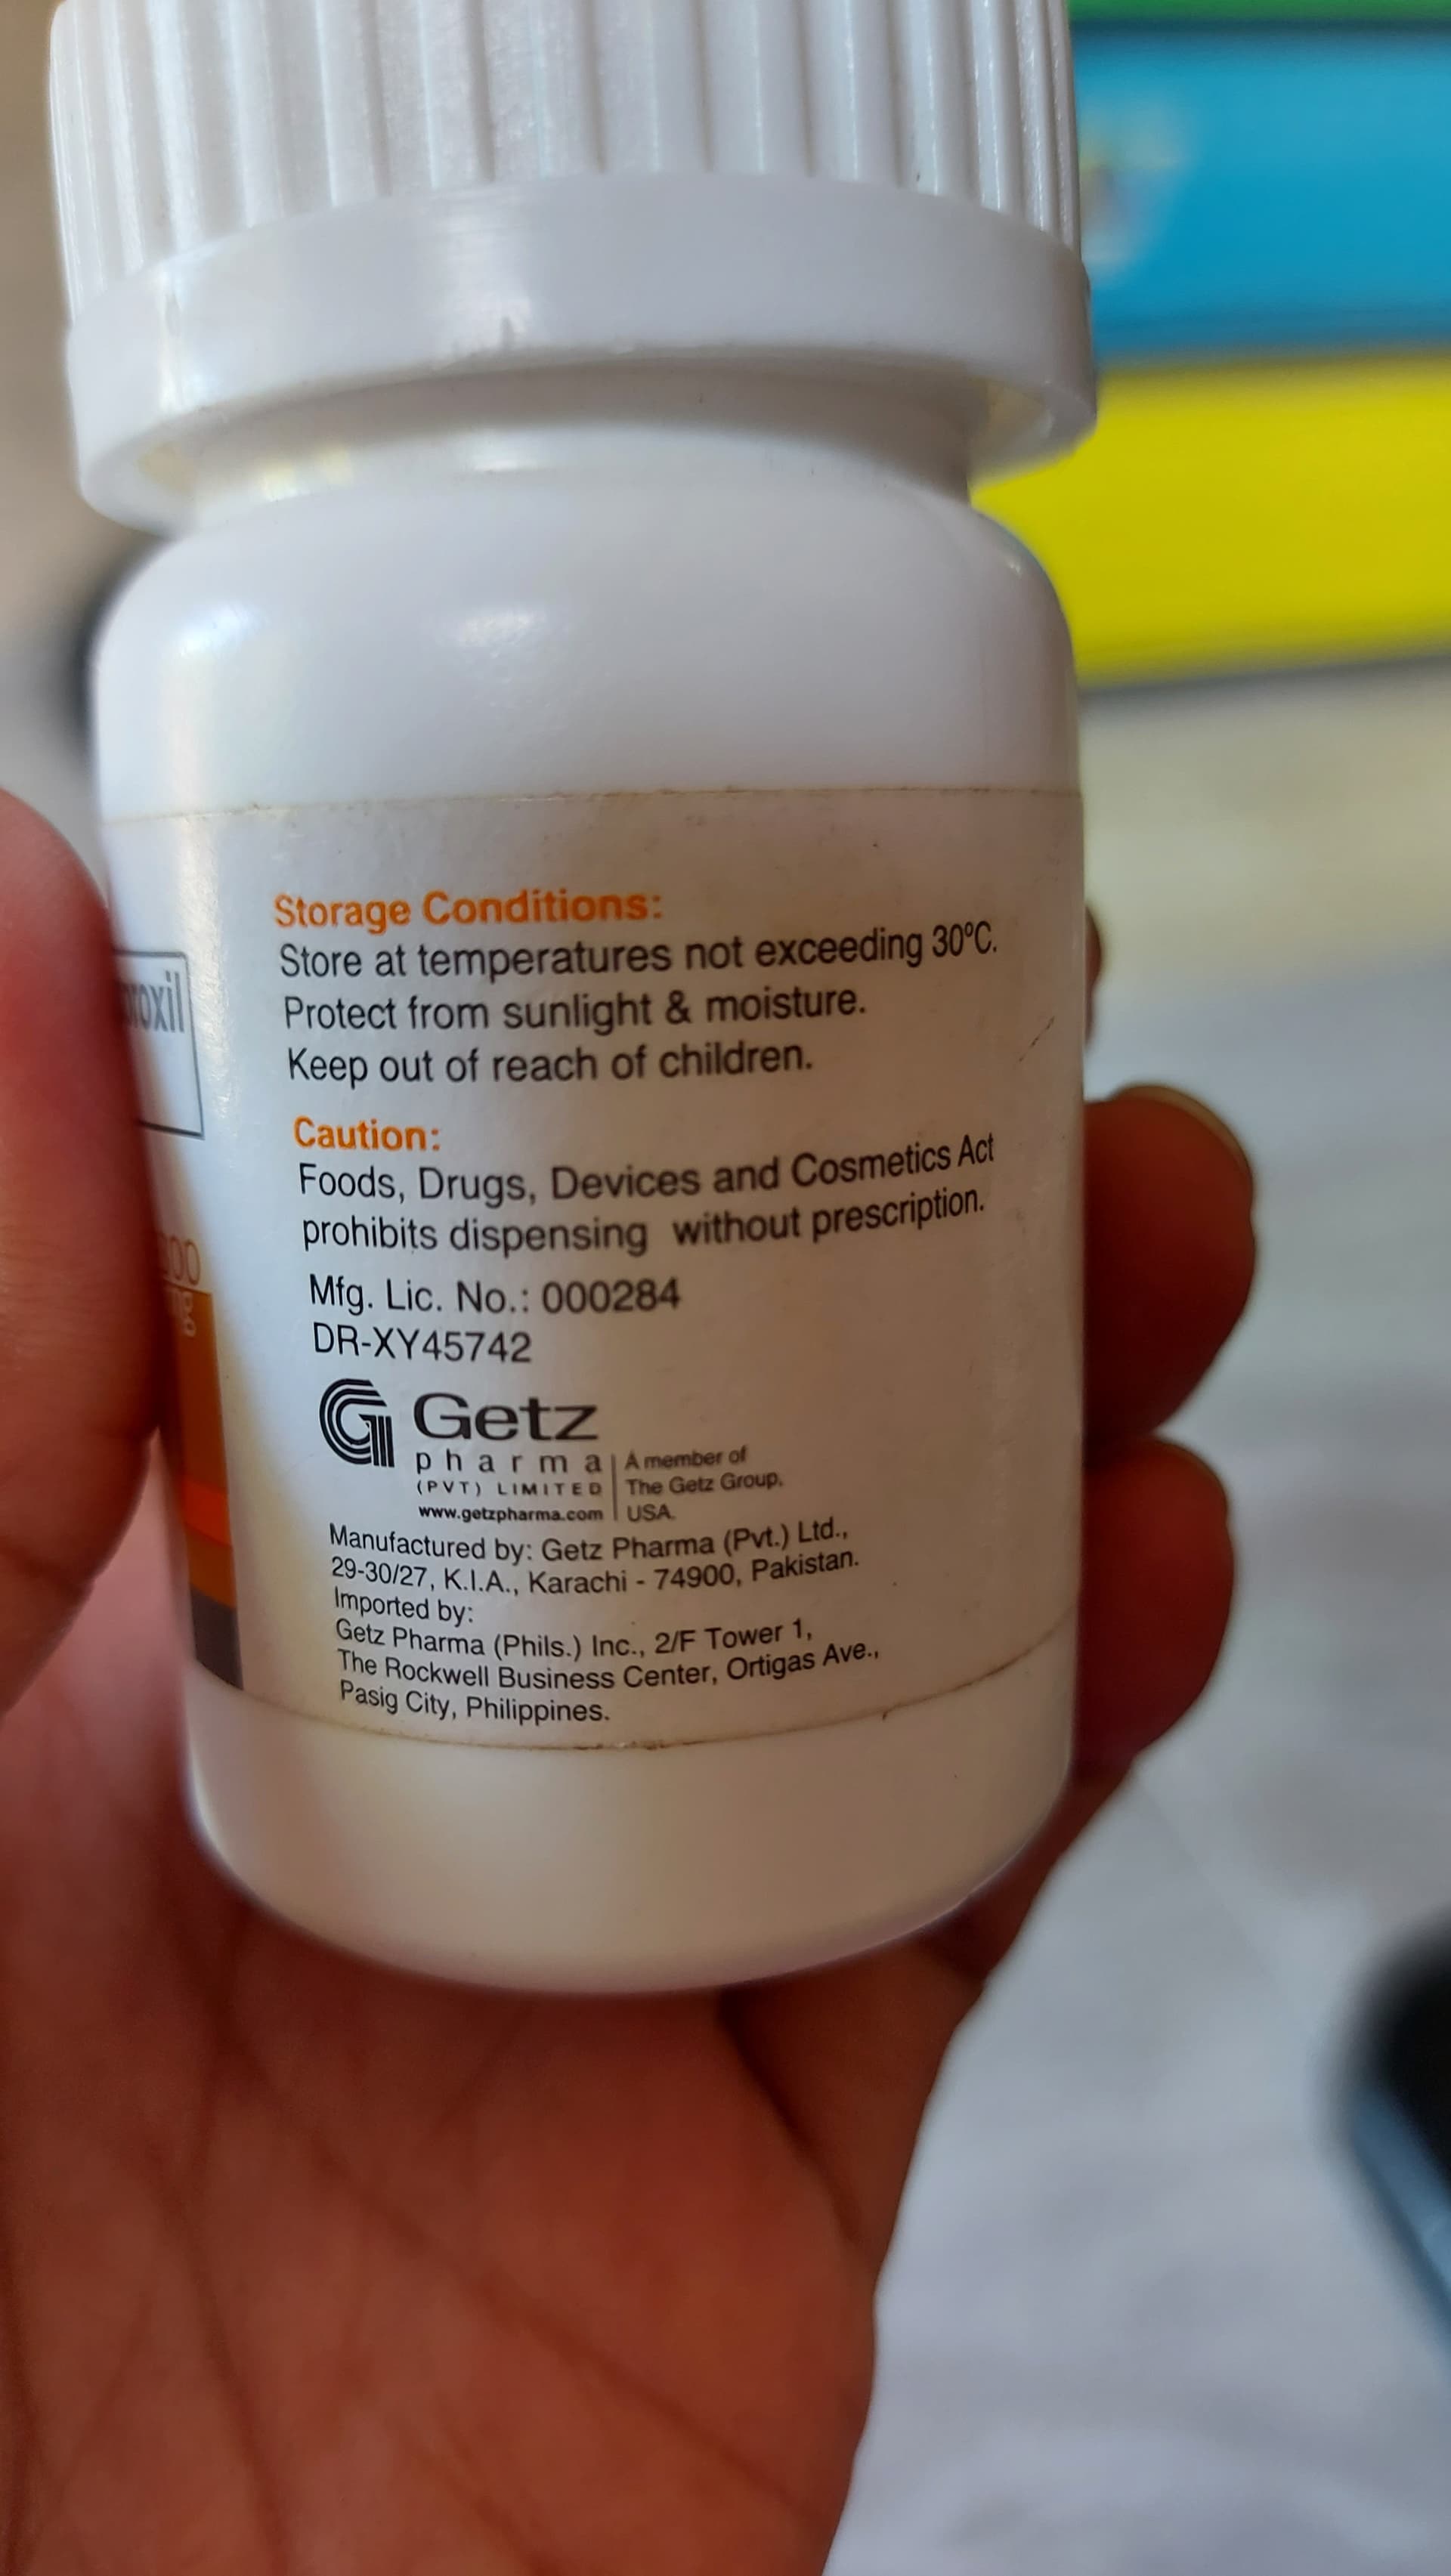 Storage Conditions:
Store at temperatures not exceeding 30ºC.
Protect from sunlight & moisture.
Keep out of reach of children.
Caution:
Foods, Drugs, Devices and Cosmetics Act
prohibits dispensing without prescription.
Mfg. Lic. No.: 000284
DR-XY45742
Getz
pharma
(PVT) LIMITED
www.getzpharma.com
A member of
The Getz Group,
USA.
Manufactured by: Getz Pharma (Pvt.) Ltd.,
29-30/27, K.I.A., Karachi - 74900, Pakistan.
Imported by:
Getz Pharma (Phils.) Inc., 2/F Tower 1,
The Rockwell Business Center, Ortigas Ave.,
Pasig City, Philippines.